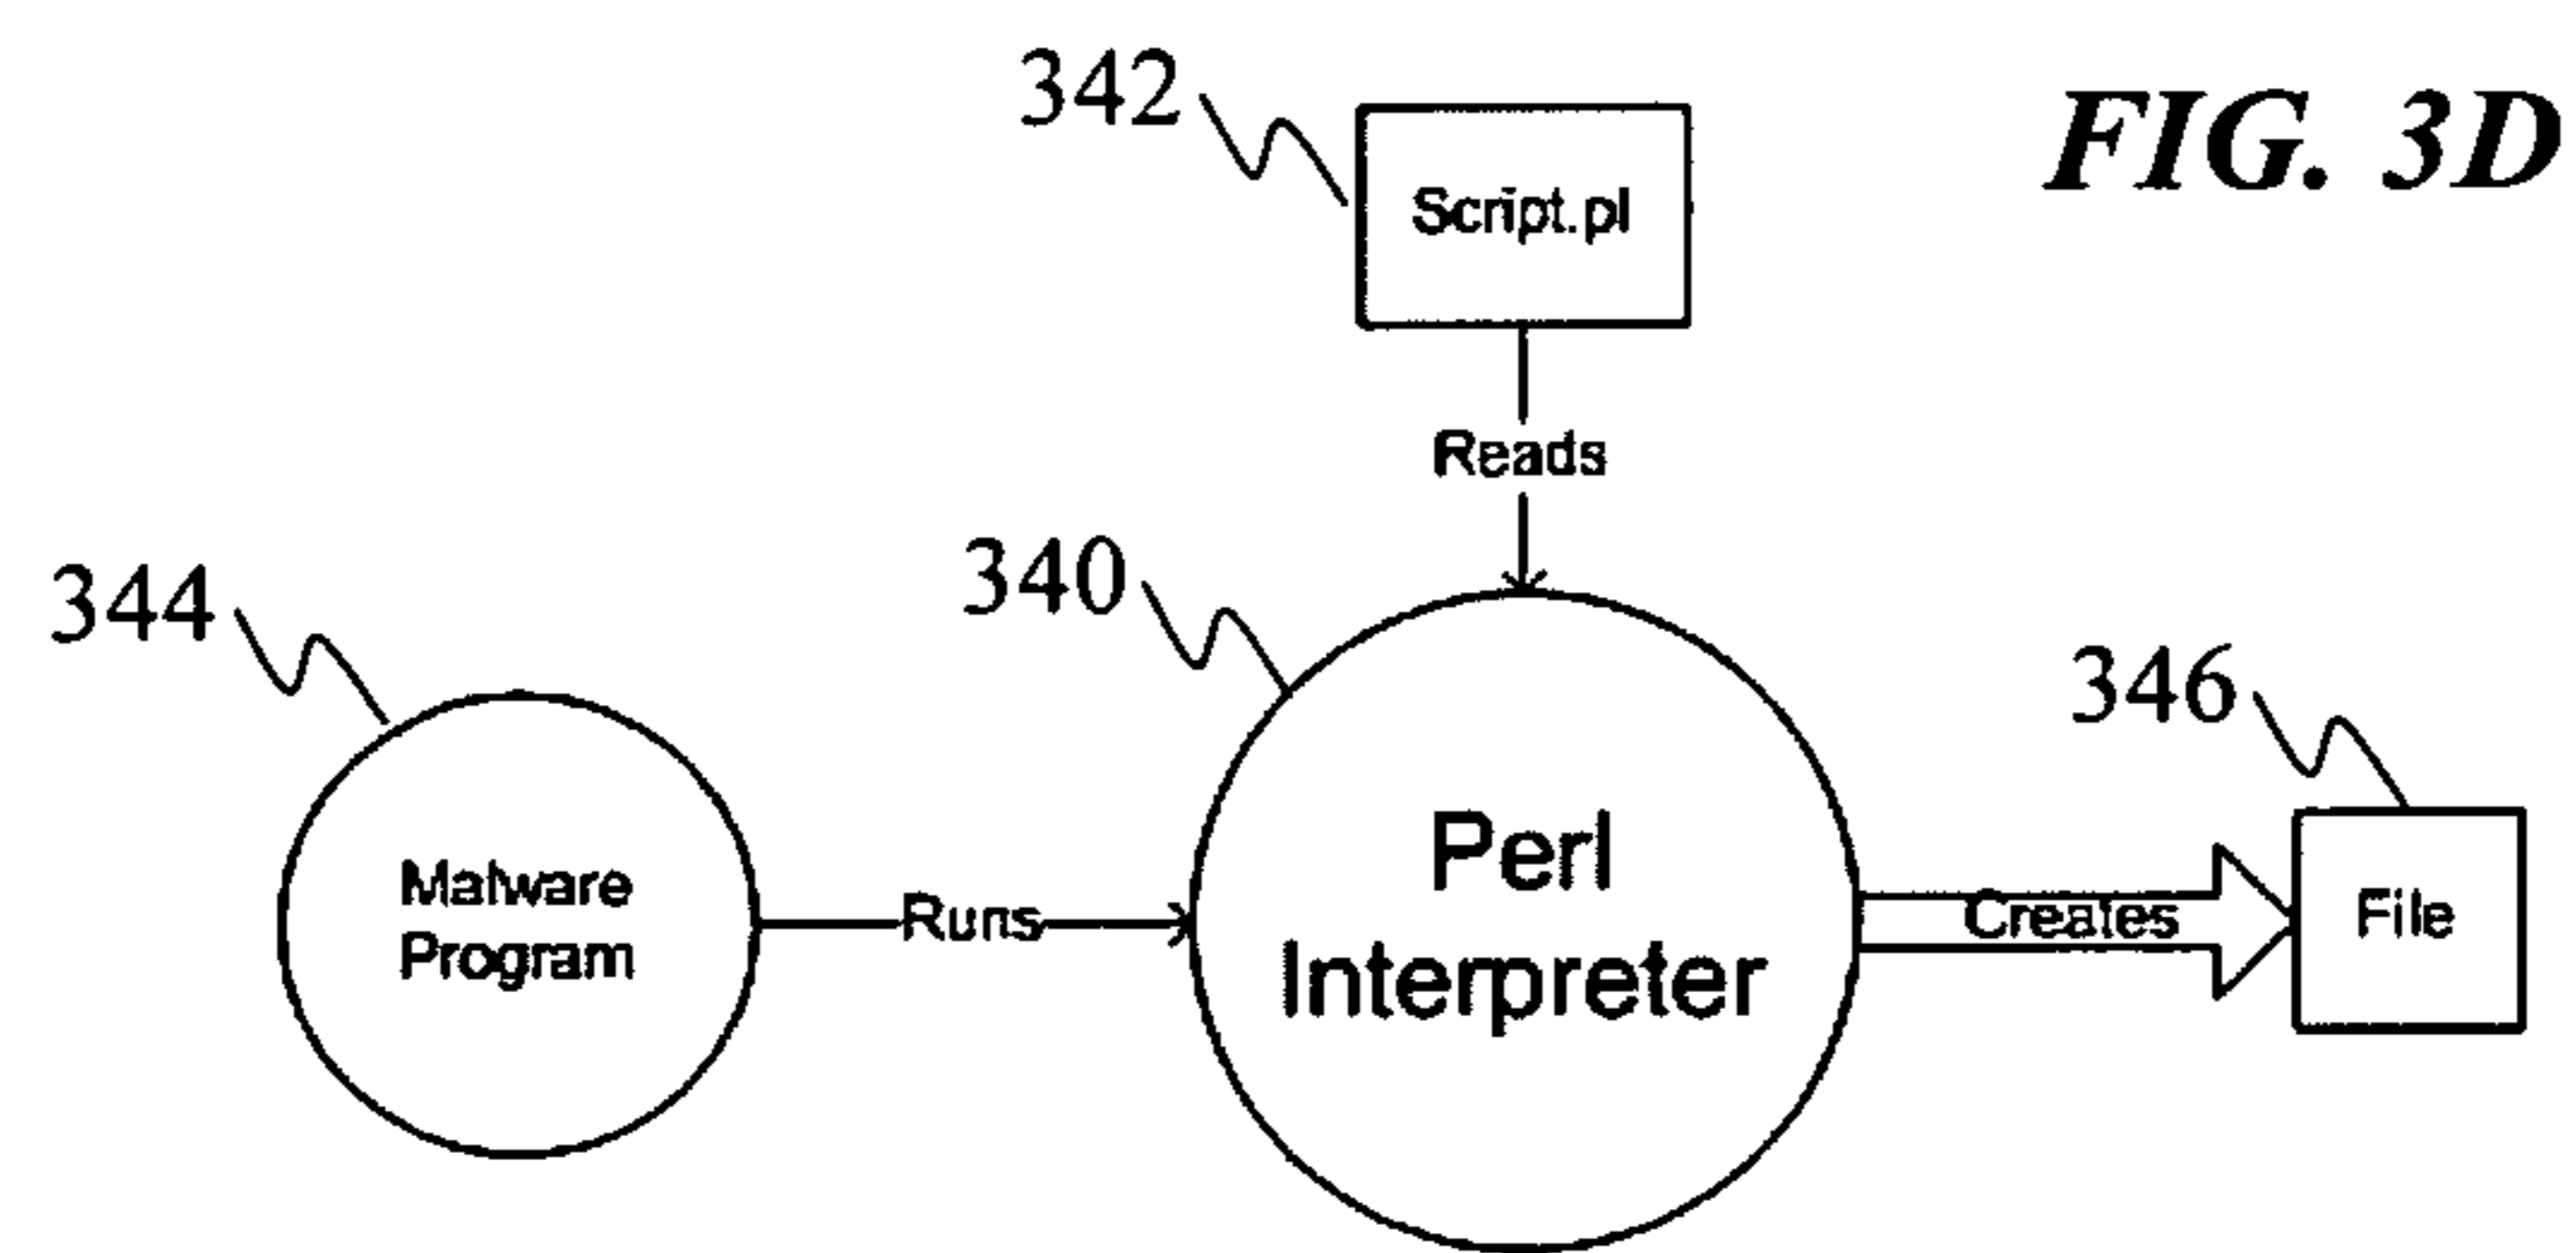 FIG. 3D
342
Script.pl
Reads
340
344
346
Malware
Program
Runs
Perl
Interpreter
Creates
File